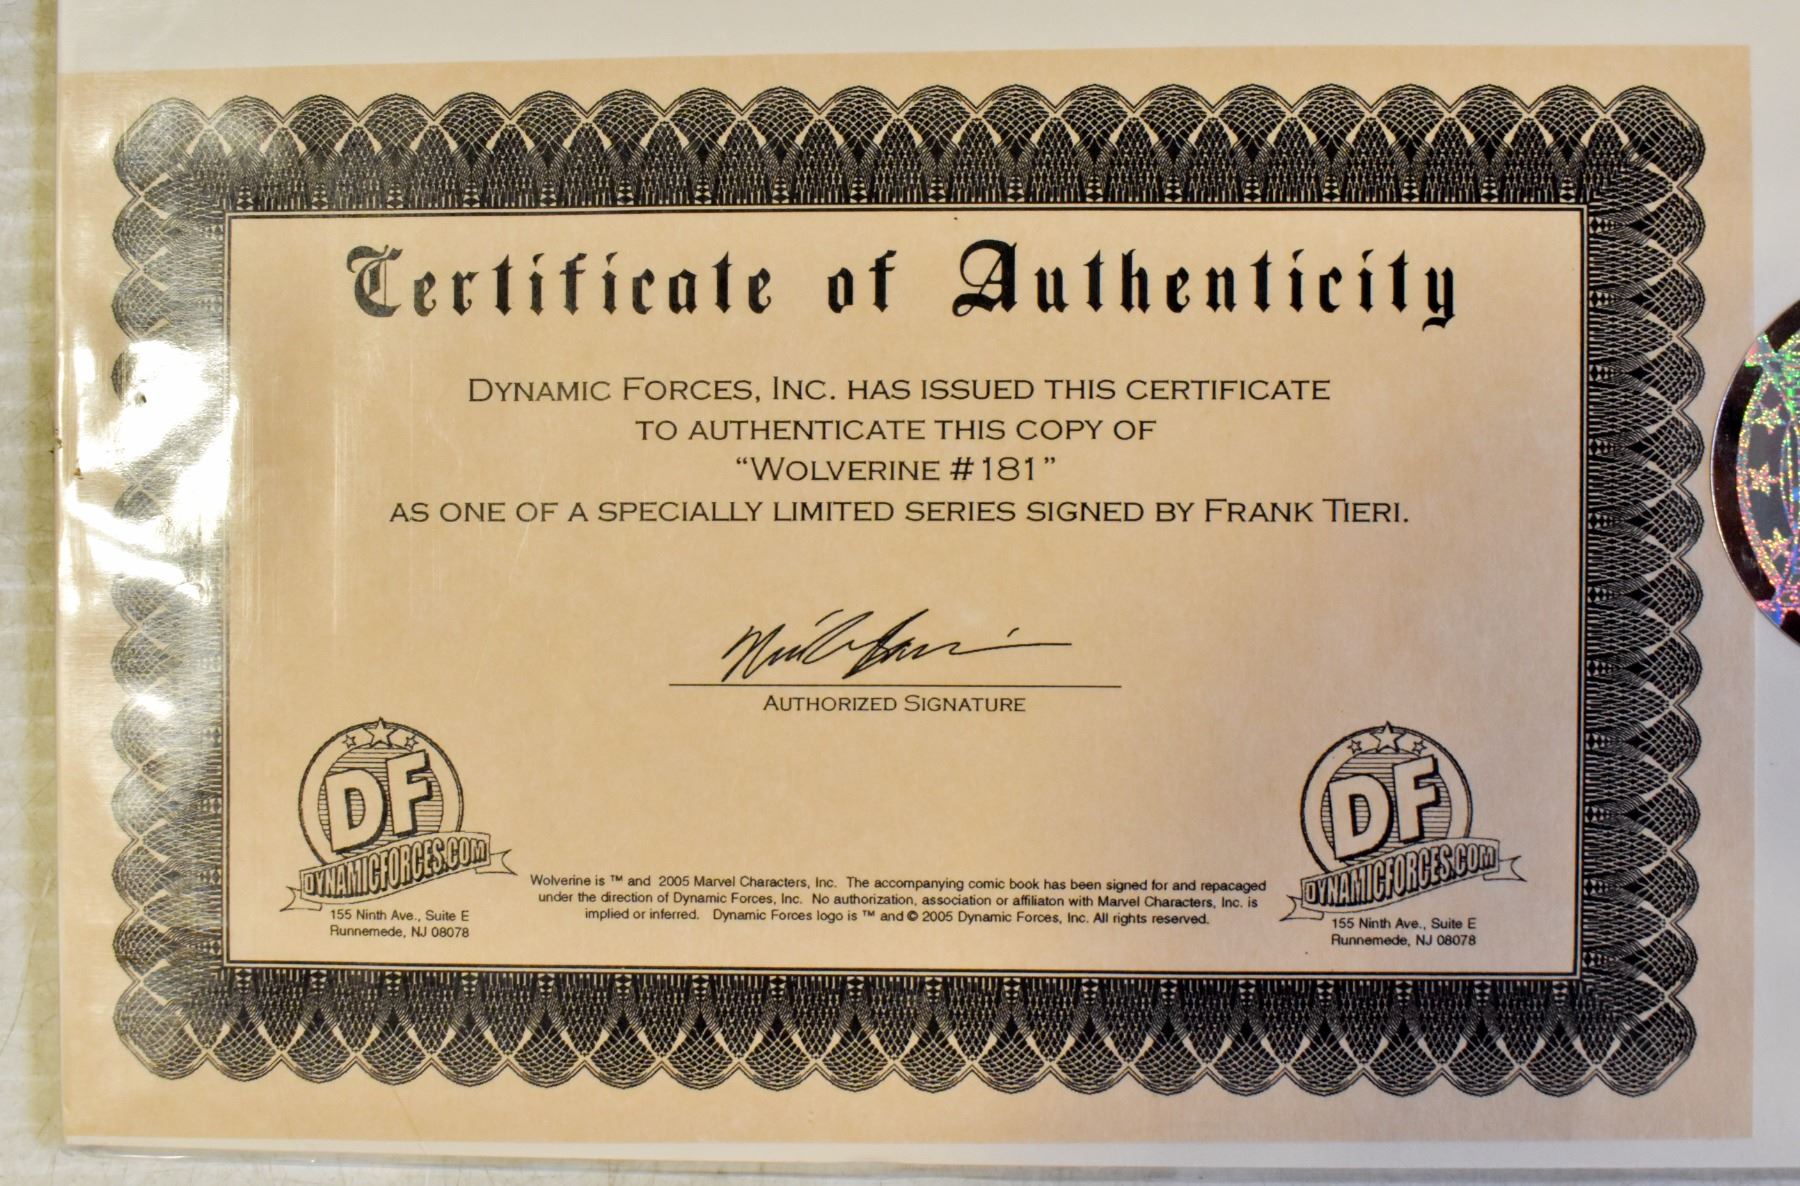 Certificate of Authenticity
DYNAMIC FORCES, INC. HAS ISSUED THIS CERTIFICATE
TO AUTHENTICATE THIS COPY OF
“WOLVERINE #181”
AS ONE OF A SPECIALLY LIMITED SERIES SIGNED BY FRANK TIERI.
AUTHORIZED SIGNATURE
DF
DYNAMICFORCES.COM
155 Ninth Ave., Suite E
Runnemede, NJ 08078
Wolverine is ™ and 2005 Marvel Characters, Inc. The accompanying comic book has been signed for and repacaged
under the direction of Dynamic Forces, Inc. No authorization, association or affiliaton with Marvel Characters, Inc. is
implied or inferred. Dynamic Forces logo is ™ and © 2005 Dynamic Forces, Inc. All rights reserved.
DF
DYNAMICFORCES.COM
155 Ninth Ave., Suite E
Runnemede, NJ 08078